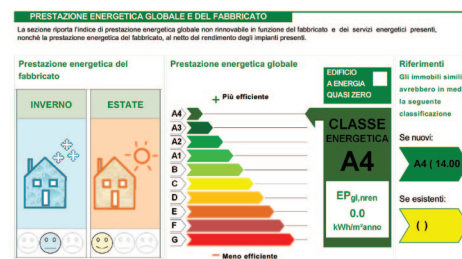 PRESTAZIONE ENERGETICA GLOBALE E DEL FABBRICATO
La sezione riporta l'indice di prestazione energetica globale non rinnovabile in funzione del fabbricato e dei servizi energetici presenti,
nonchè la prestazione energetica del fabbricato, al netto del rendimento degli impianti presenti.
Prestazione energetica del
fabbricato
INVERNO
ESTATE
Prestazione energetica globale
+ Più efficiente
A4
A3
A2
A1
B
C
D
E
F
G
− Meno efficiente
EDIFICIO
A ENERGIA
QUASI ZERO
CLASSE
ENERGETICA
A4
EPgl,nren
0.0
kWh/m²anno
Riferimenti
Gli immobili simili
avrebbero in med
la seguente
classificazione
Se nuovi:
A4 ( 14.00
Se esistenti:
( )